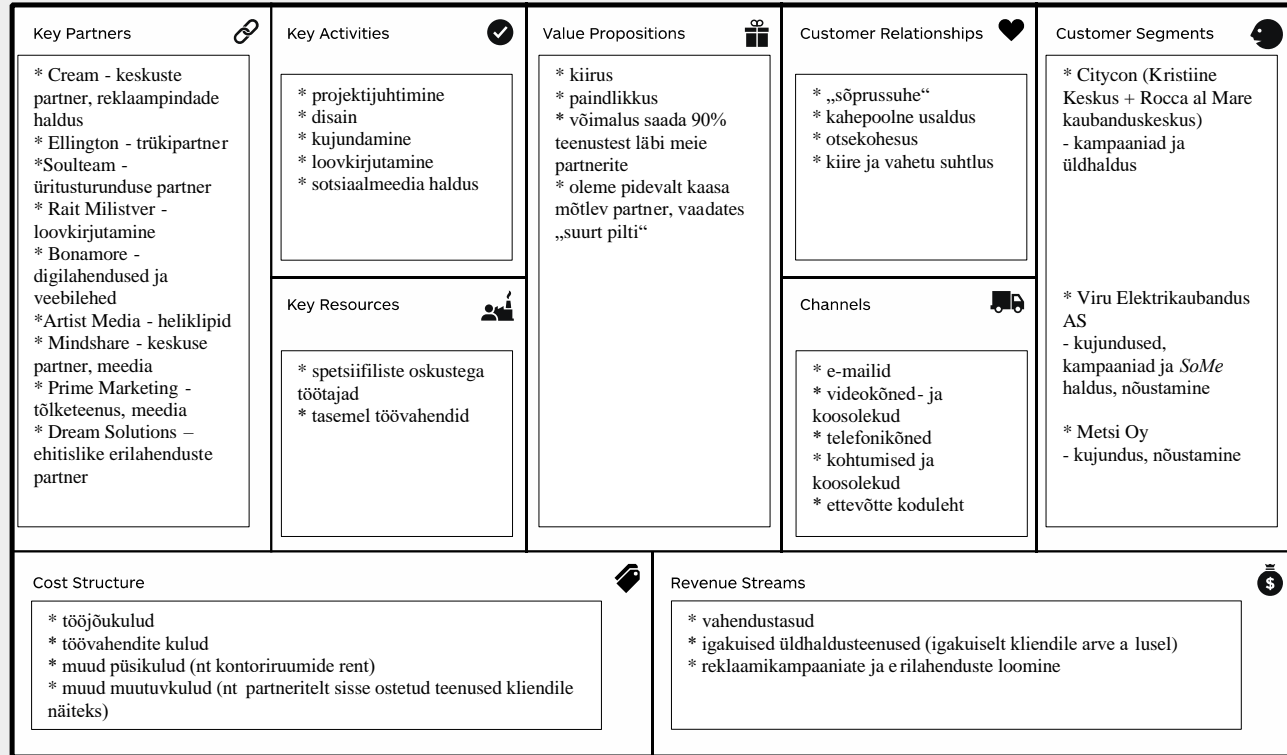 Key Partners
* Cream - keskuste
partner, reklaampindade
haldus
* Ellington - trükipartner
*Soulteam -
üritusturunduse partner
* Rait Milistver -
loovkirjutamine
* Bonamore -
digilahendused ja
veebilehed
*Artist Media - heliklipid
* Mindshare - keskuse
partner, meedia
* Prime Marketing -
tõlketeenus, meedia
* Dream Solutions –
ehitislike erilahenduste
partner
Key Activities
* projektijuhtimine
* disain
* kujundamine
* loovkirjutamine
* sotsiaalmeedia haldus
Key Resources
* spetsiifiliste oskustega
töötajad
* tasemel töövahendid
Value Propositions
* kiirus
* paindlikkus
* võimalus saada 90%
teenustest läbi meie
partnerite
* oleme pidevalt kaasa
mõtlev partner, vaadates
„suurt pilti“
Customer Relationships
* „sõprussuhe“
* kahepoolne usaldus
* otsekohesus
* kiire ja vahetu suhtlus
Channels
* e-mailid
* videokõned- ja
koosolekud
* telefonikõned
* kohtumised ja
koosolekud
* ettevõtte koduleht
Customer Segments
* Citycon (Kristiine
Keskus + Rocca al Mare
kaubanduskeskus)
- kampaaniad ja
üldhaldus
* Viru Elektrikaubandus
AS
- kujundused,
kampaaniad ja SoMe
haldus, nõustamine
* Metsi Oy
- kujundus, nõustamine
Cost Structure
* tööjõukulud
* töövahendite kulud
* muud püsikulud (nt kontoriruumide rent)
* muud muutuvkulud (nt partneritelt sisse ostetud teenused kliendile
näiteks)
Revenue Streams
$
* vahendustasud
* igakuised üldhaldusteenused (igakuiselt kliendile arve a lusel)
* reklaamikampaaniate ja e rilahenduste loomine